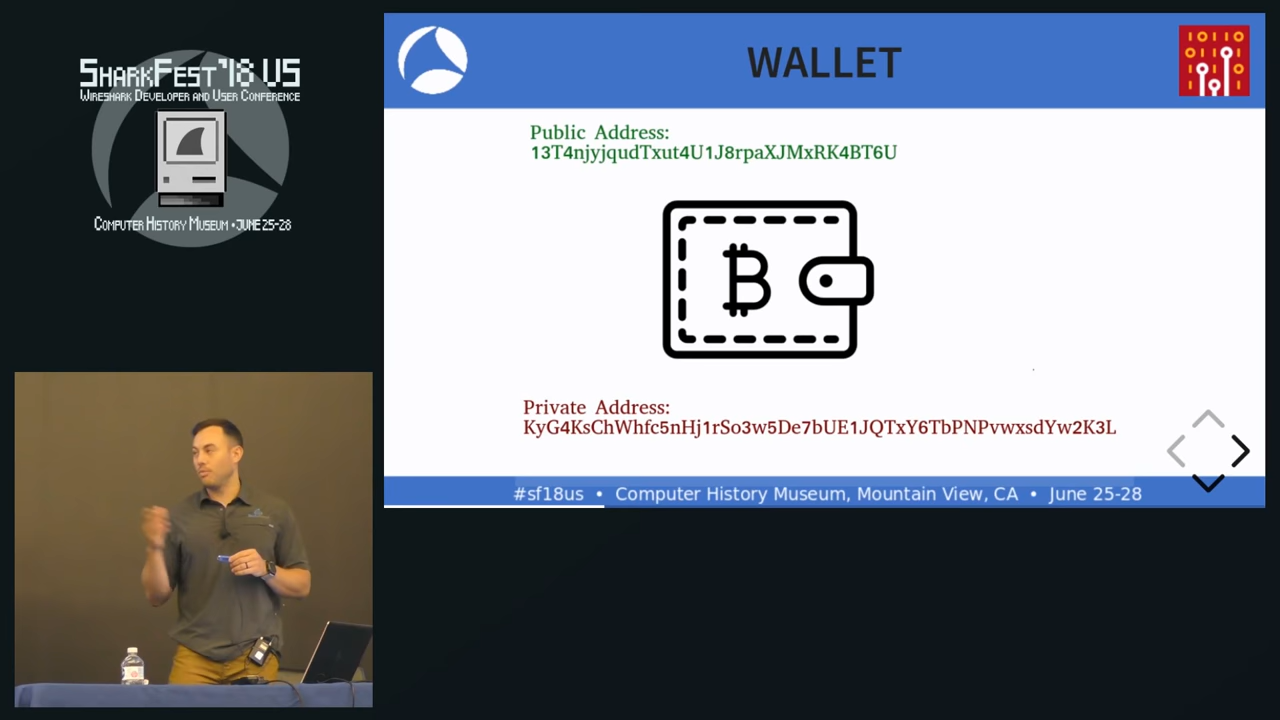 SHARKFEST'18 US
WIRESHARK DEVELOPER AND USER CONFERENCE
COMPUTER HISTORY MUSEUM • JUNE 25-28
WALLET
Public Address:
13T4njyjqudTxut4U1J8rpaXJMxRK4BT6U
Private Address:
KyG4KsChWhfc5nHj1rSo3w5De7bUE1JQTxY6TbPNPvwxsdYw2K3L
#sf18us • Computer History Museum, Mountain View, CA • June 25-28